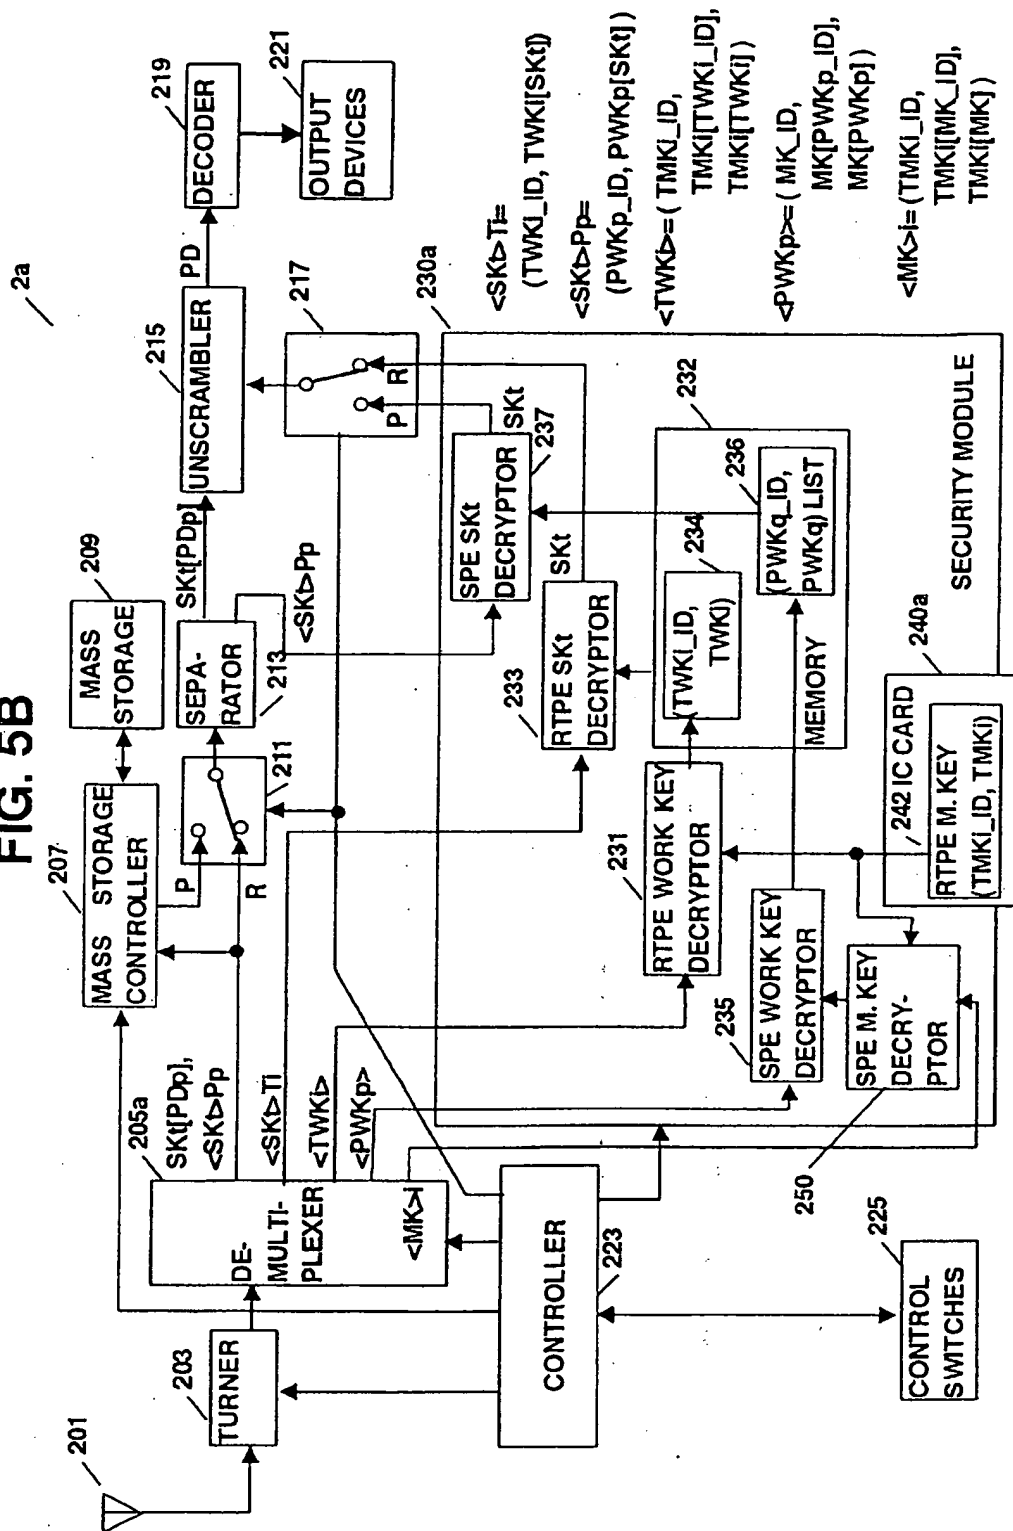 FIG. 5B
2a
201
203
TURNER
205a
DE-
MULTI-
PLEXER
SKt[PDp],
<SKt>Pp
<SKt>Ti
<TWKi>
<PWKp>
<MK>i
207
MASS STORAGE
CONTROLLER
209
MASS
STORAGE
P
R
211
SEPA-
RATOR
213
SKt[PDp]
<SKt>Pp
215
UNSCRAMBLER
PD
219
DECODER
221
OUTPUT
DEVICES
217
P
R
230a
SKt
237
SPE SKt
DECRYPTOR
SKt
233
RTPE SKt
DECRYPTOR
232
234
(TWKi_ID,
TWKi)
236
(PWKq_ID,
PWKq) LIST
MEMORY
231
RTPE WORK KEY
DECRYPTOR
235
SPE WORK KEY
DECRYPTOR
SPE M. KEY
DECRY-
PTOR
250
240a
242 IC CARD
RTPE M. KEY
(TMKi_ID, TMKi)
SECURITY MODULE
CONTROLLER
223
225
CONTROL
SWITCHES
<SKt>Ti=
(TWKi_ID, TWKi[SKt])
<SKt>Pp=
(PWKp_ID, PWKp[SKt] )
<TWKi>=( TMKi_ID,
TMKi[TWKi_ID],
TMKi[TWKi] )
<PWKp>=( MK_ID,
MK[PWKp_ID],
MK[PWKp] )
<MK>i=(TMKi_ID,
TMKi[MK_ID],
TMKi[MK] )